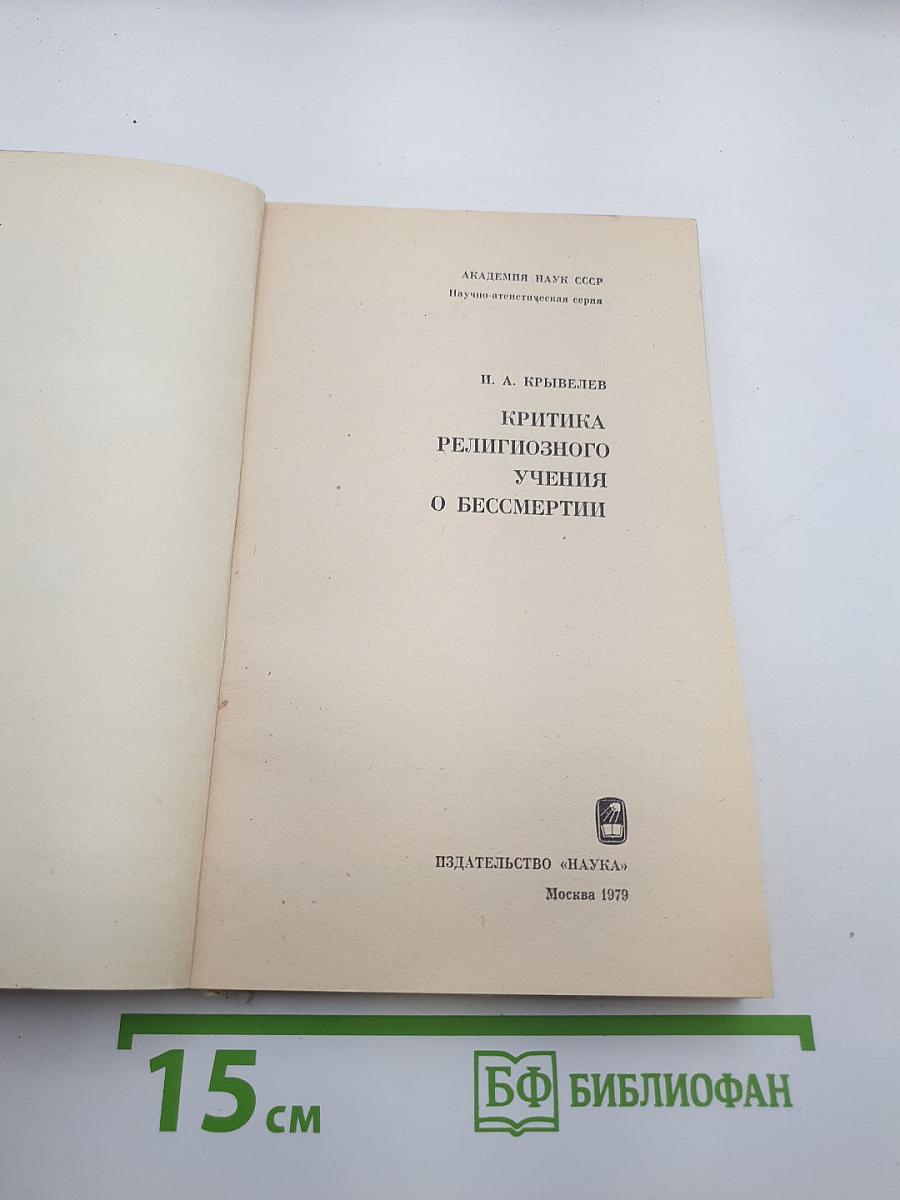 АКАДЕМИЯ НАУК СССР
Научно-атеистическая серия
И. А. КРЫВЕЛЕВ
КРИТИКА
РЕЛИГИОЗНОГО
УЧЕНИЯ
О БЕССМЕРТИИ
ИЗДАТЕЛЬСТВО «НАУКА»
Москва 1979
15 см
БФ БИБЛИОФАН